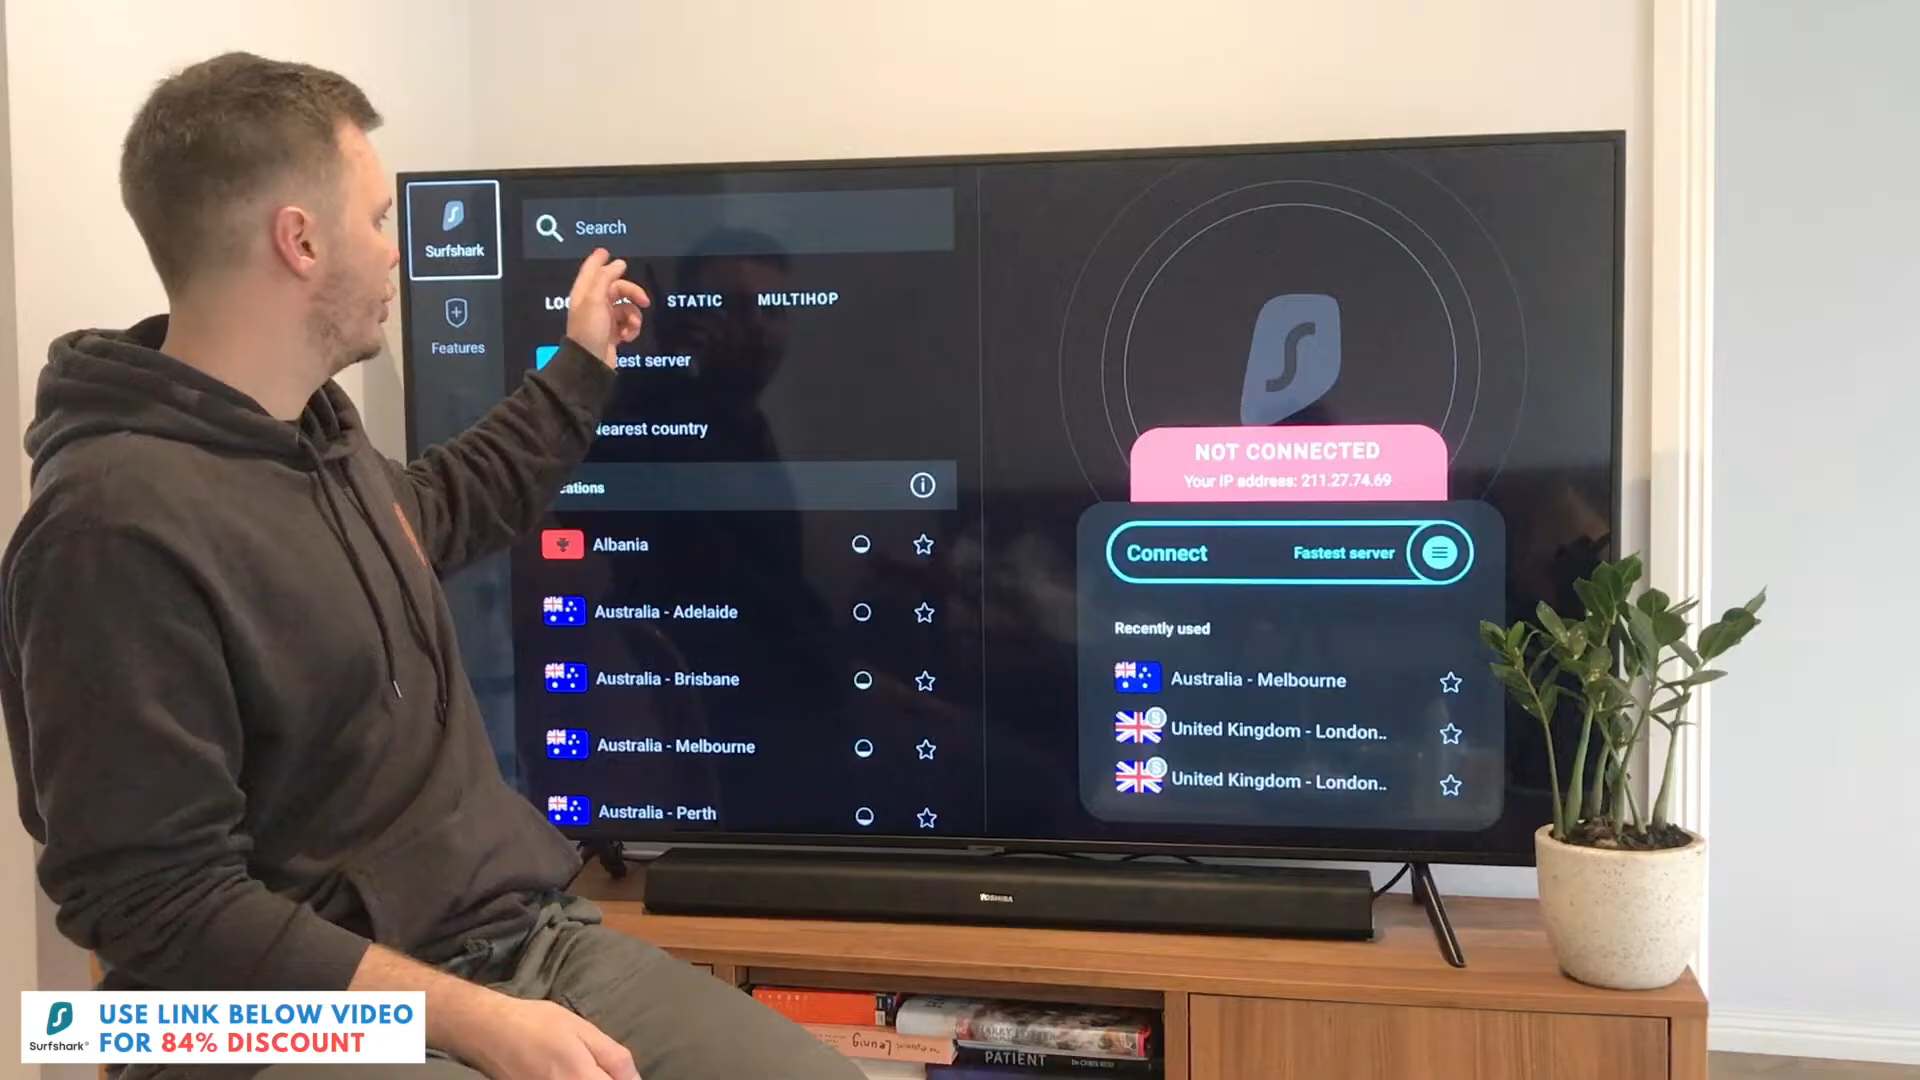 Surfshark
Features
Search
STATIC
MULTIHOP
server
country
Albania
Australia - Adelaide
Australia - Brisbane
Australia - Melbourne
Australia - Perth
NOT CONNECTED
Your IP address: 211.27.74.69
Connect
Fastest server
Recently used
Australia - Melbourne
United Kingdom - London..
United Kingdom - London..
TOSHIBA
PATIENT
Surfshark®
USE LINK BELOW VIDEO
FOR 84% DISCOUNT